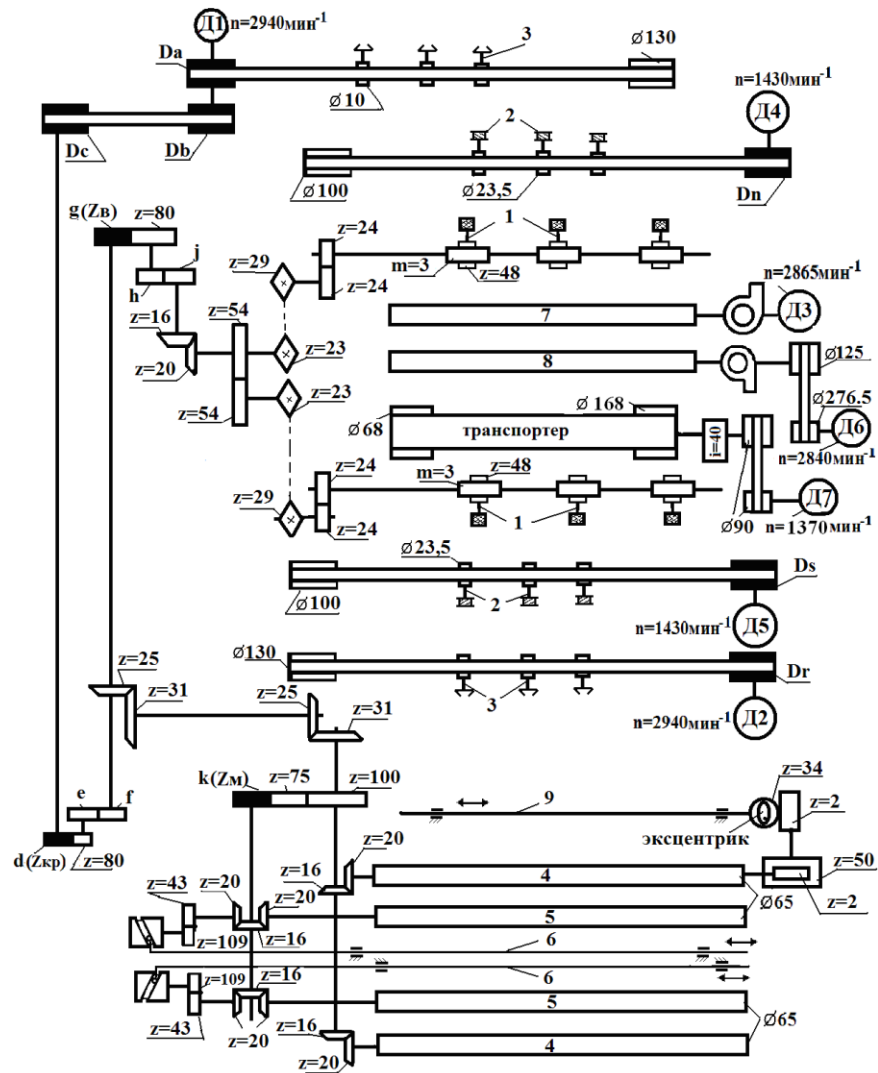 Д1 n=2940мин⁻¹
Da
3
Ø130
Ø10
n=1430мин⁻¹
Д4
Dc
Db
2
Ø100
Ø23,5
Dn
g(Zв) z=80
j
h
z=24
z=29
z=24
1
m=3
z=48
n=2865мин⁻¹
Д3
z=16
z=54
7
z=20
z=23
8
Ø125
z=54
z=23
Ø276.5
Ø168
Ø68
транспортер
i=40
Д6
n=2840мин⁻¹
z=24
m=3
z=48
Д7
z=29
z=24
1
Ø90
n=1370мин⁻¹
Ø23,5
Ds
Ø100
2
n=1430мин⁻¹
Д5
Ø130
Dr
z=25
z=31
z=25
z=31
3
n=2940мин⁻¹
Д2
k(Zм) z=75 z=100
z=34
e
f
9
z=2
d(Zкр)
z=80
эксцентрик
z=20
z=16
4
z=50
z=43
z=20
z=20
Ø65
z=2
z=109
z=16
5
6
z=109
z=16
6
z=43
z=20
5
z=16
Ø65
z=20
4